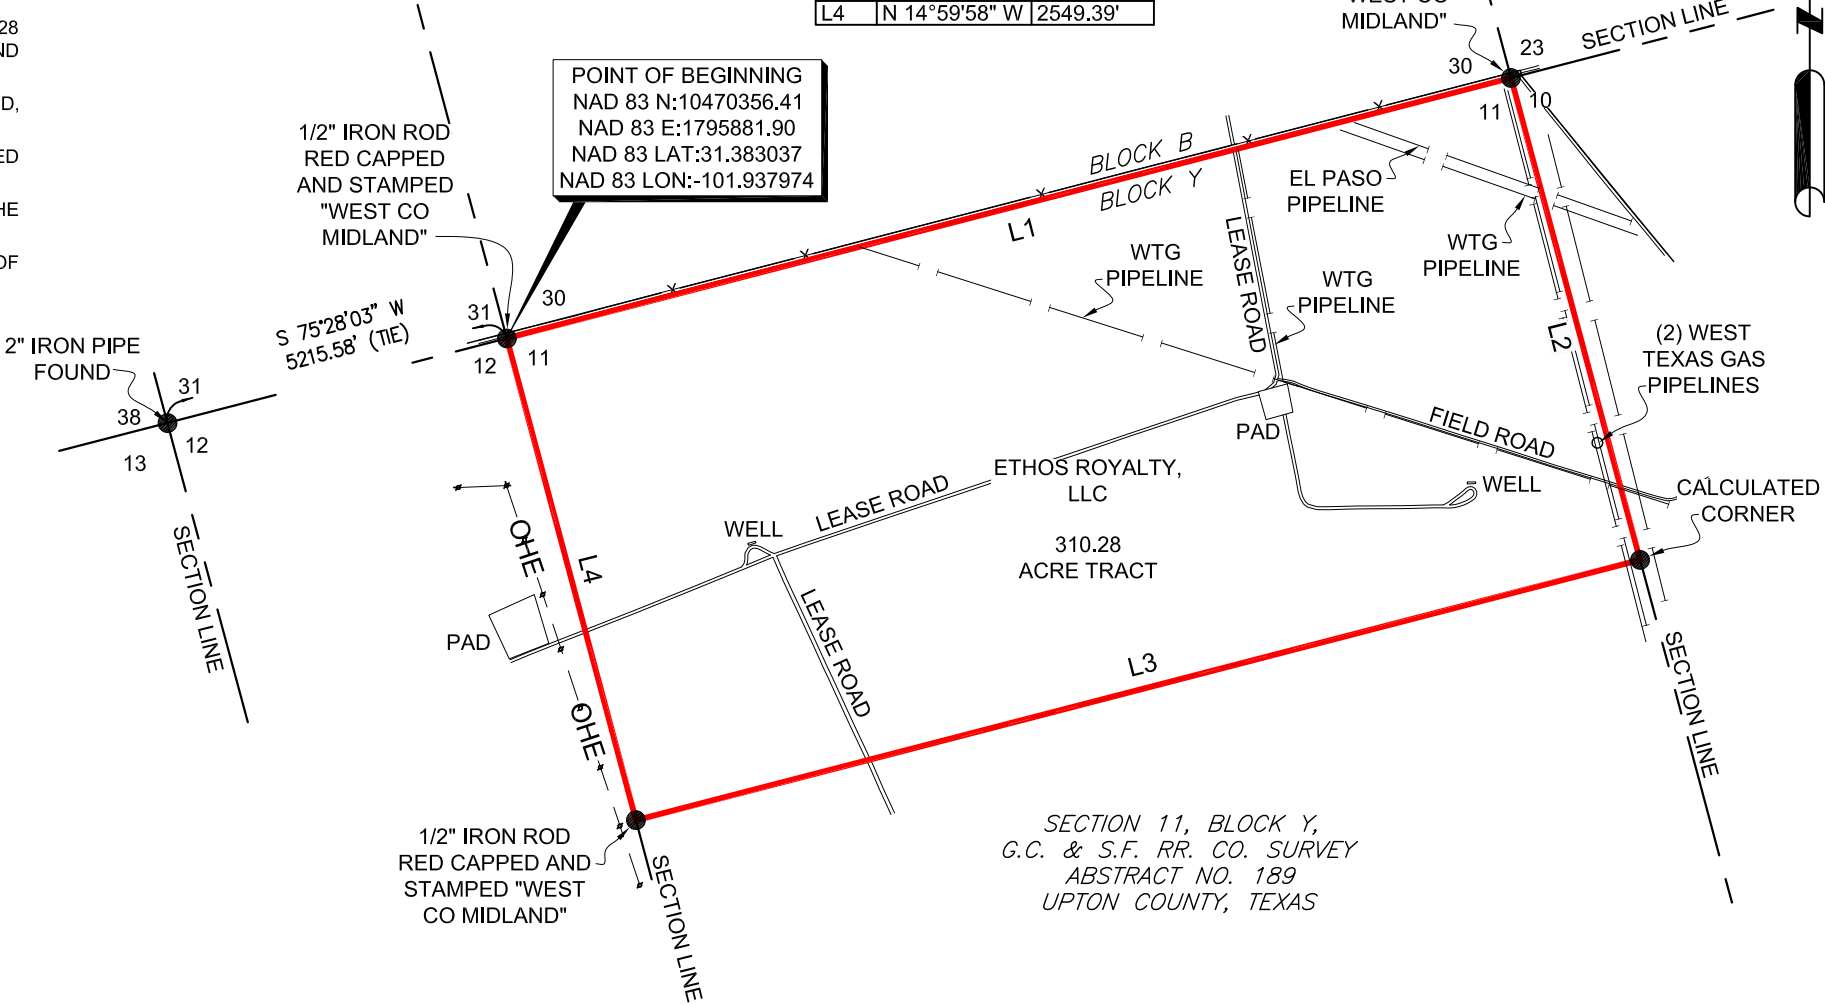 28
ND
D,
ED
HE
OF
L4 N 14°59'58" W 2549.39'
WEST CO
MIDLAND"
SECTION LINE
23
30
11
10
POINT OF BEGINNING
NAD 83 N:10470356.41
NAD 83 E:1795881.90
NAD 83 LAT:31.383037
NAD 83 LON:-101.937974
1/2" IRON ROD
RED CAPPED
AND STAMPED
"WEST CO
MIDLAND"
BLOCK B
BLOCK Y
L1
EL PASO
PIPELINE
WTG
PIPELINE
WTG
PIPELINE
WTG
PIPELINE
LEASE ROAD
L2
(2) WEST
TEXAS GAS
PIPELINES
31
30
12
11
S 75°28'03" W
5215.58' (TIE)
2" IRON PIPE
FOUND
31
38
12
13
SECTION LINE
PAD
FIELD ROAD
WELL
CALCULATED
CORNER
ETHOS ROYALTY,
LLC
310.28
ACRE TRACT
LEASE ROAD
WELL
OHE
L4
LEASE ROAD
PAD
OHE
L3
SECTION LINE
1/2" IRON ROD
RED CAPPED AND
STAMPED "WEST
CO MIDLAND"
SECTION LINE
SECTION 11, BLOCK Y,
G.C. & S.F. RR. CO. SURVEY
ABSTRACT NO. 189
UPTON COUNTY, TEXAS